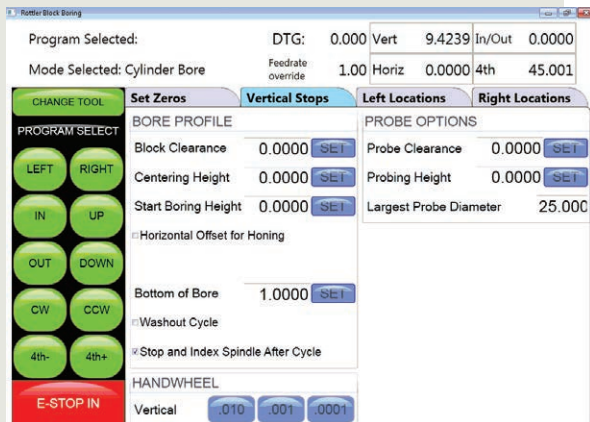 Rottler Block Boring
Program Selected: DTG: 0.000 Vert 9.4239 In/Out 0.0000
Mode Selected: Cylinder Bore Feedrate override 1.00 Horiz 0.0000 4th 45.001
CHANGE TOOL Set Zeros Vertical Stops Left Locations Right Locations
PROGRAM SELECT
LEFT RIGHT
IN UP
OUT DOWN
CW CCW
4th- 4th+
E-STOP IN
BORE PROFILE
Block Clearance 0.0000 SET
Centering Height 0.0000 SET
Start Boring Height 0.0000 SET
Horizontal Offset for Honing
Bottom of Bore 1.0000 SET
Washout Cycle
Stop and Index Spindle After Cycle
HANDWHEEL
Vertical .010 .001 .0001
PROBE OPTIONS
Probe Clearance 0.0000 SET
Probing Height 0.0000 SET
Largest Probe Diameter 25.000